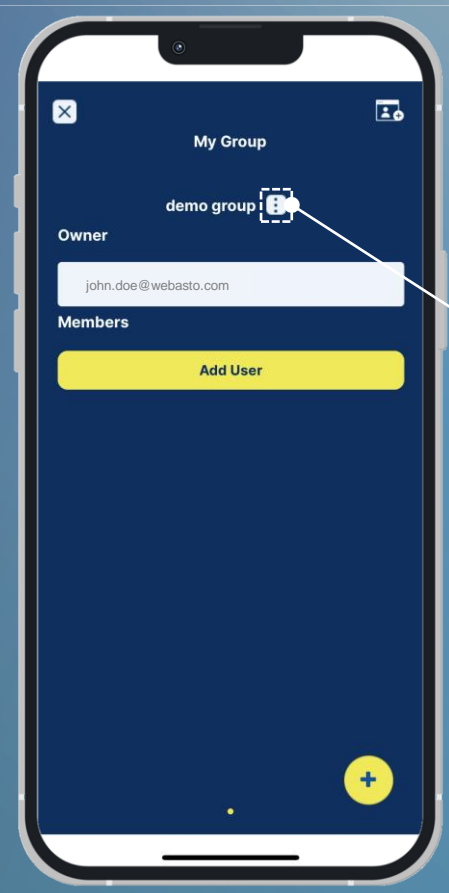 My Group
demo group
Owner
john.doe@webasto.com
Members
Add User